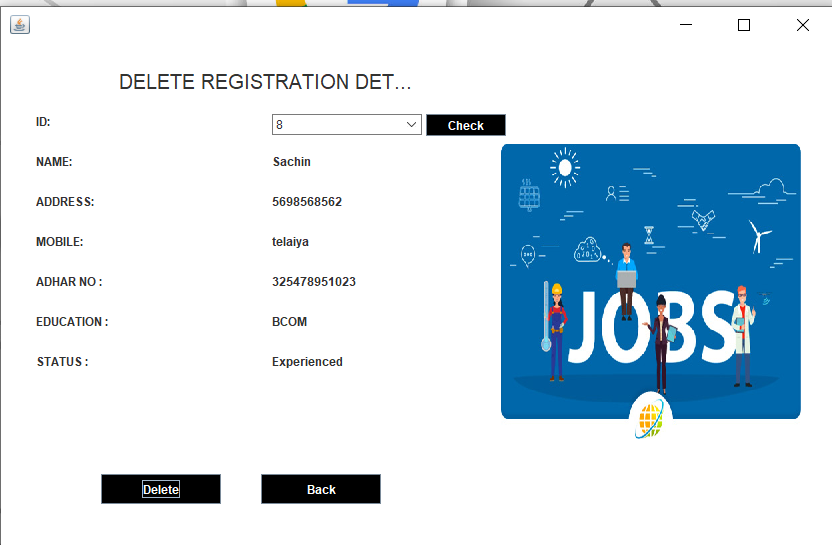 DELETE REGISTRATION DET...
ID: 8 Check
NAME: Sachin
ADDRESS: 5698568562
MOBILE: telaiya
ADHAR NO : 325478951023
EDUCATION : BCOM
STATUS : Experienced
JOBS
Delete Back